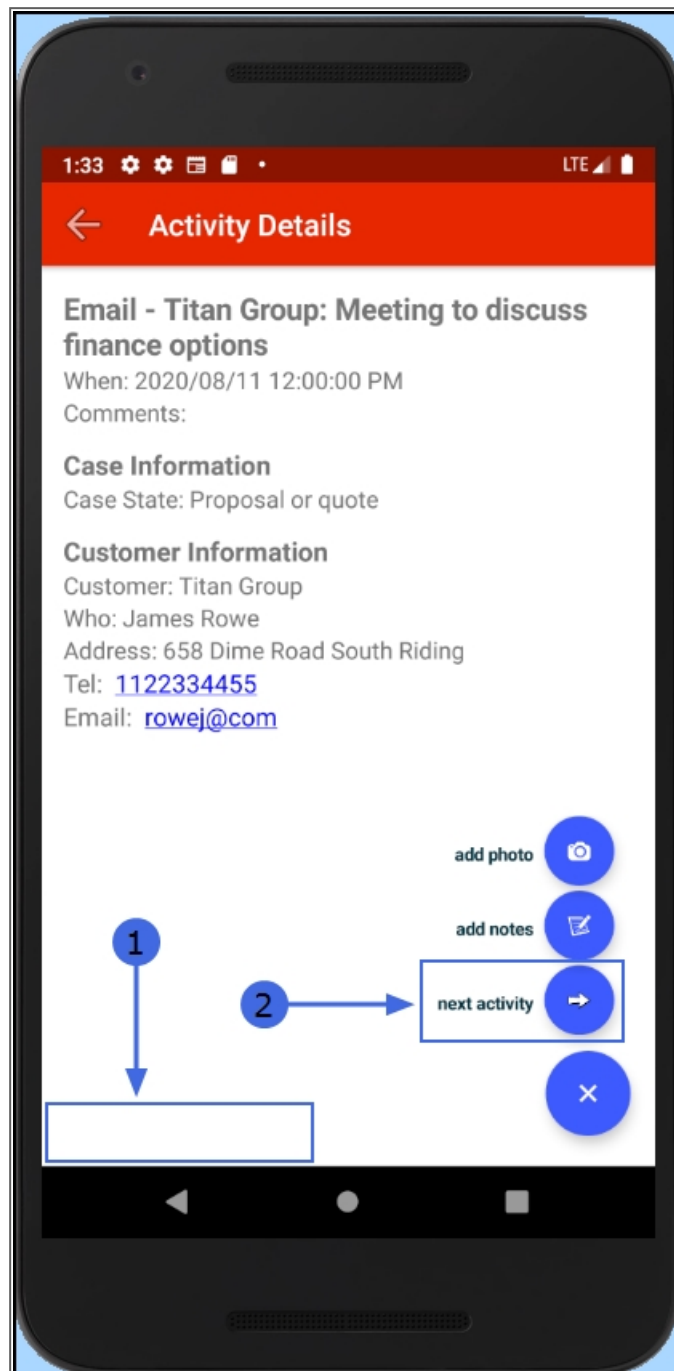 1:33 LTE
Activity Details
Email - Titan Group: Meeting to discuss
finance options
When: 2020/08/11 12:00:00 PM
Comments:
Case Information
Case State: Proposal or quote
Customer Information
Customer: Titan Group
Who: James Rowe
Address: 658 Dime Road South Riding
Tel: 1122334455
Email: rowej@com
add photo
add notes
1
2
next activity